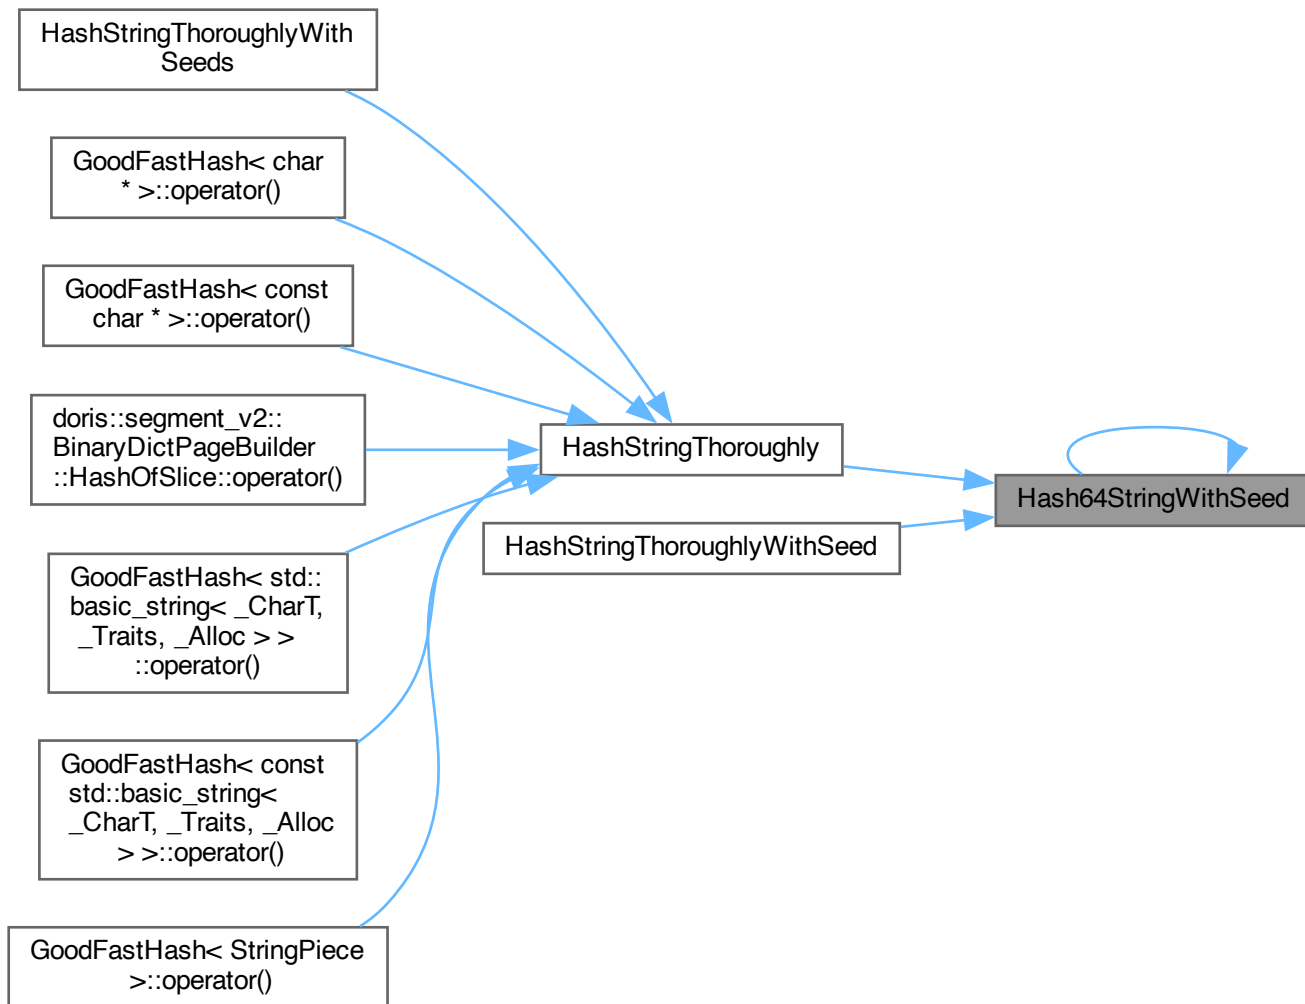 HashStringThoroughlyWith
Seeds
GoodFastHash< char
* >::operator()
GoodFastHash< const
char * >::operator()
doris::segment_v2::
BinaryDictPageBuilder
::HashOfSlice::operator()
GoodFastHash< std::
basic_string< _CharT,
_Traits, _Alloc > >
::operator()
GoodFastHash< const
std::basic_string<
_CharT, _Traits, _Alloc
> >::operator()
GoodFastHash< StringPiece
>::operator()
HashStringThoroughly
HashStringThoroughlyWithSeed
Hash64StringWithSeed